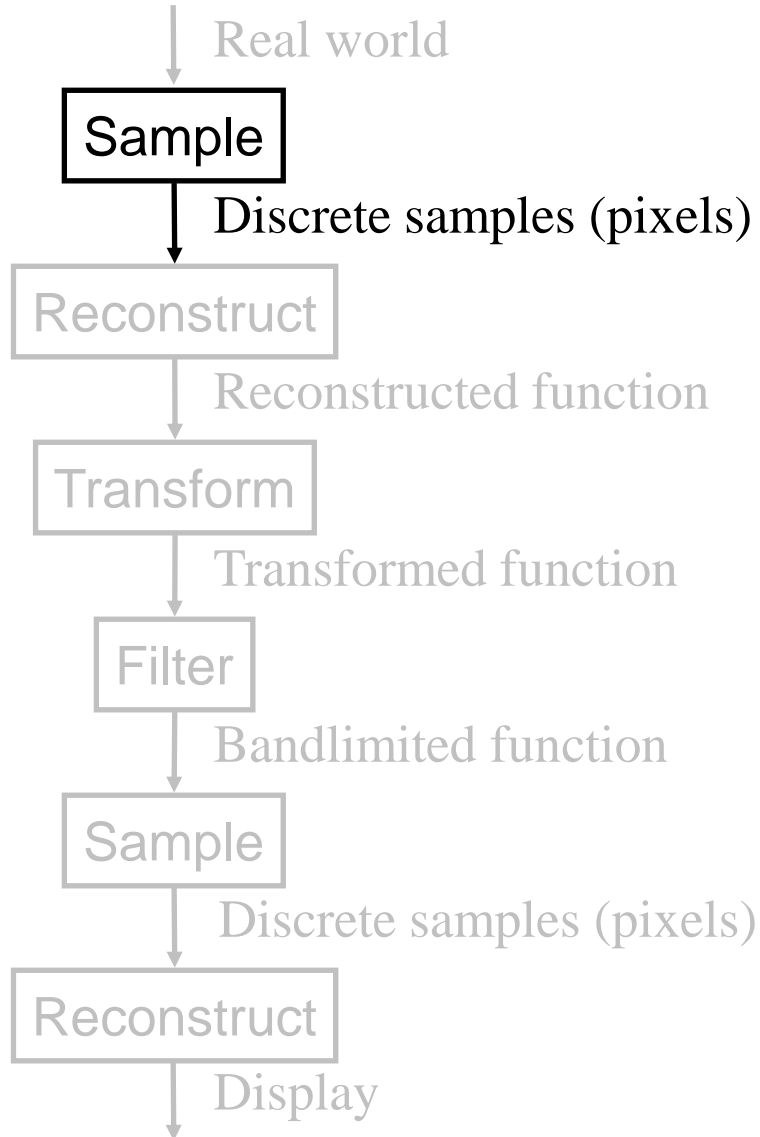 Real world
Sample
Discrete samples (pixels)
Reconstruct
Reconstructed function
Transform
Transformed function
Filter
Bandlimited function
Sample
Discrete samples (pixels)
Reconstruct
Display